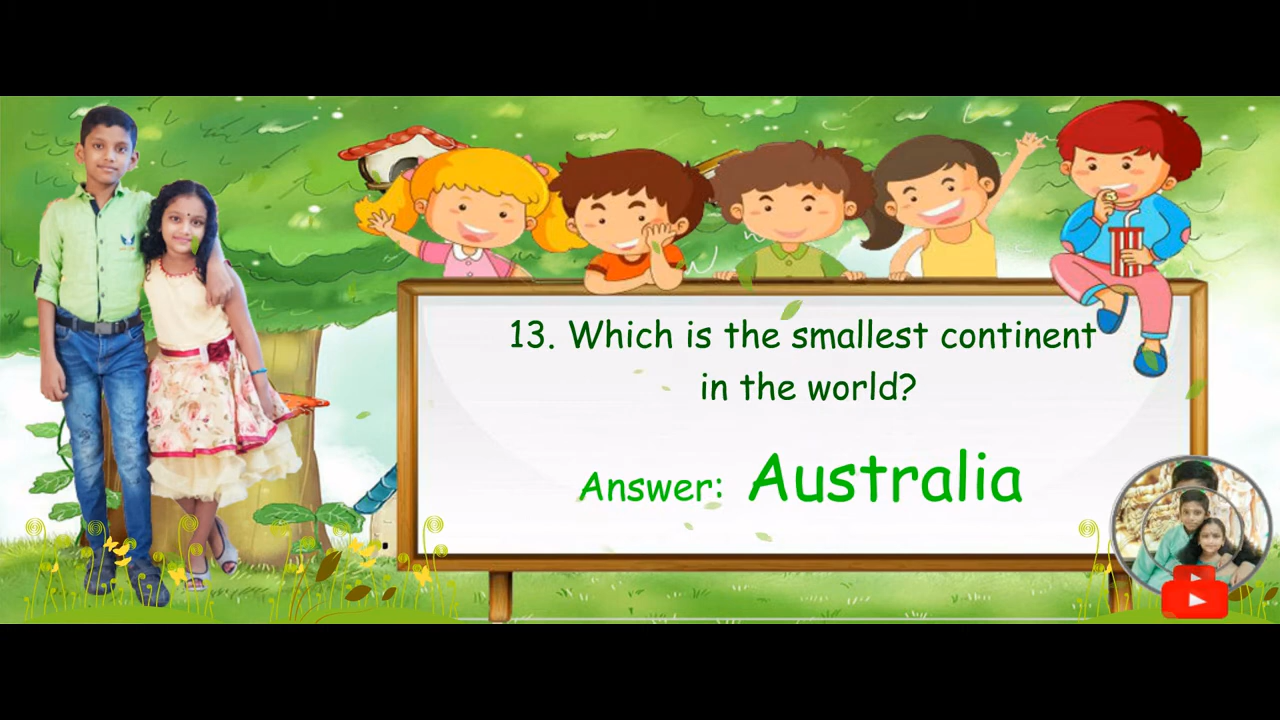 13. Which is the smallest continent
in the world?
Answer: Australia